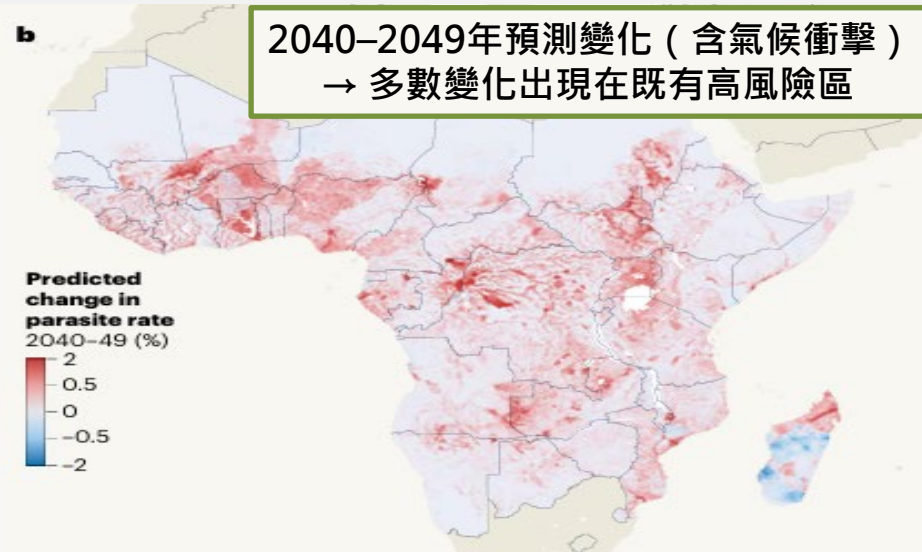 b
2040–2049年預測變化（含氣候衝擊）
→ 多數變化出現在既有高風險區
Predicted
change in
parasite rate
2040–49 (%)
2
0.5
0
–0.5
–2